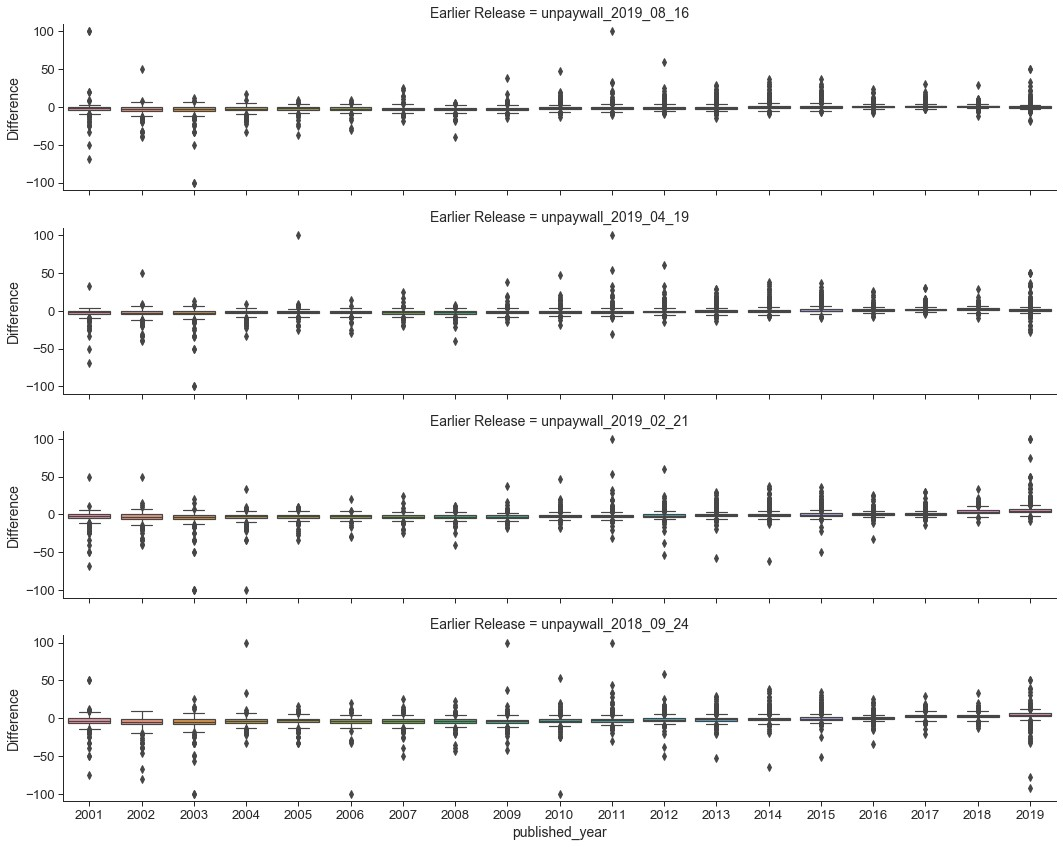 Earlier Release = unpaywall_2019_08_16
100
50
0
−50
−100
Difference
Earlier Release = unpaywall_2019_04_19
100
50
0
−50
−100
Difference
Earlier Release = unpaywall_2019_02_21
100
50
0
−50
−100
Difference
Earlier Release = unpaywall_2018_09_24
100
50
0
−50
−100
Difference
2001 2002 2003 2004 2005 2006 2007 2008 2009 2010 2011 2012 2013 2014 2015 2016 2017 2018 2019
published_year